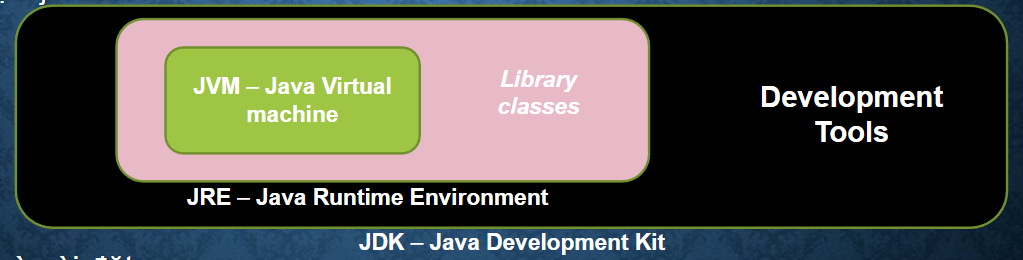 JVM – Java Virtual
machine
Library
classes
Development
Tools
JRE – Java Runtime Environment
JDK – Java Development Kit